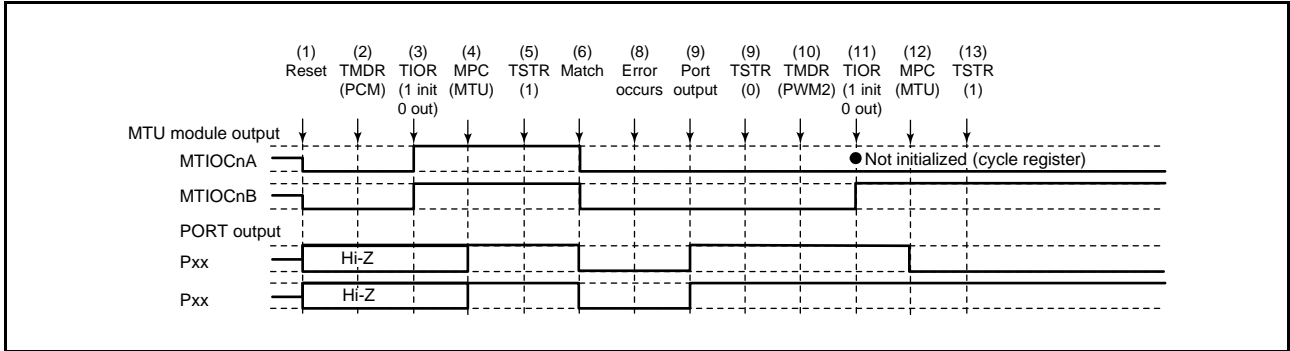 (1) (2) (3) (4) (5) (6) (8) (9) (9) (10) (11) (12) (13)
Reset TMDR TIOR MPC TSTR Match Error Port TSTR TMDR TIOR MPC TSTR
(PCM) (1 init (MTU) (1) occurs output (0) (PWM2) (1 init (MTU) (1)
0 out) 0 out)
MTU module output
MTIOCnA Not initialized (cycle register)
MTIOCnB
PORT output
Pxx Hi-Z
Pxx Hi-Z